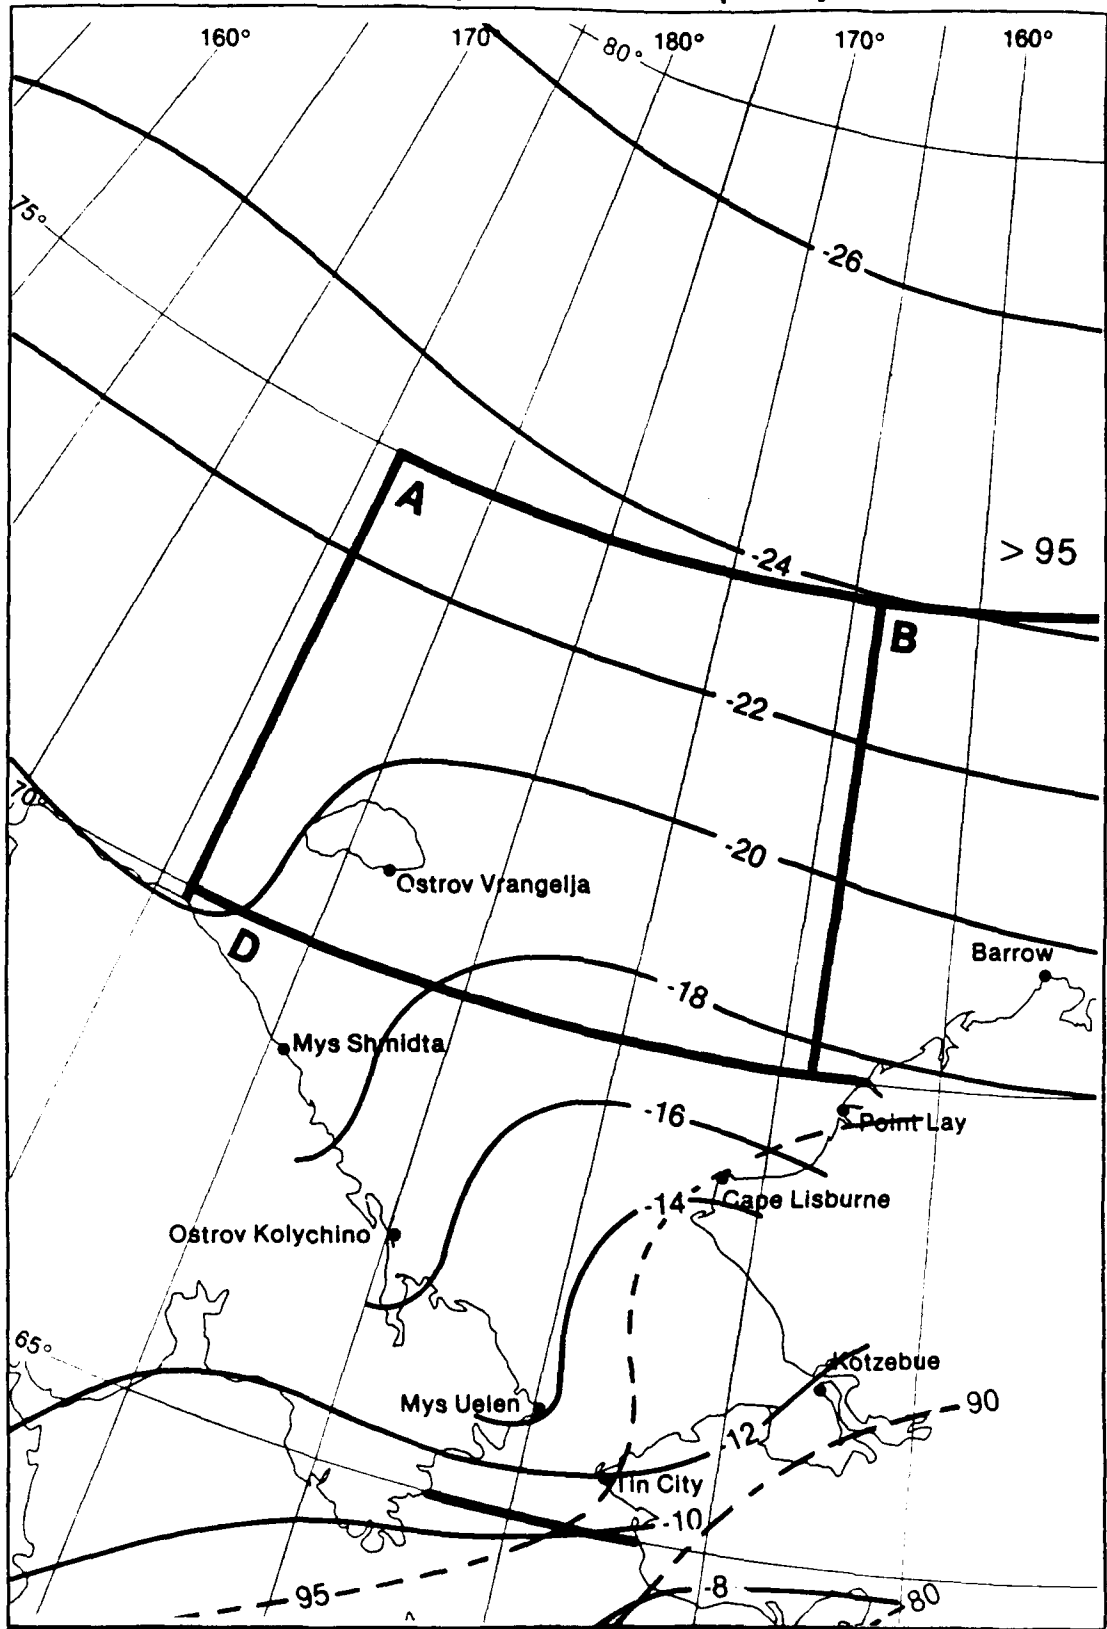 160° 170° 180° 170° 160°
80°
75°
-26
A
-24
> 95
B
-22
70°
-20
Ostrov Vrangelja
D
Barrow
-18
Mys Shmidta
-16
Point Lay
-14
Cape Lisburne
Ostrov Kolychino
65°
Kotzebue
Mys Uelen
90
-12
Tin City
-10
95
-8
80